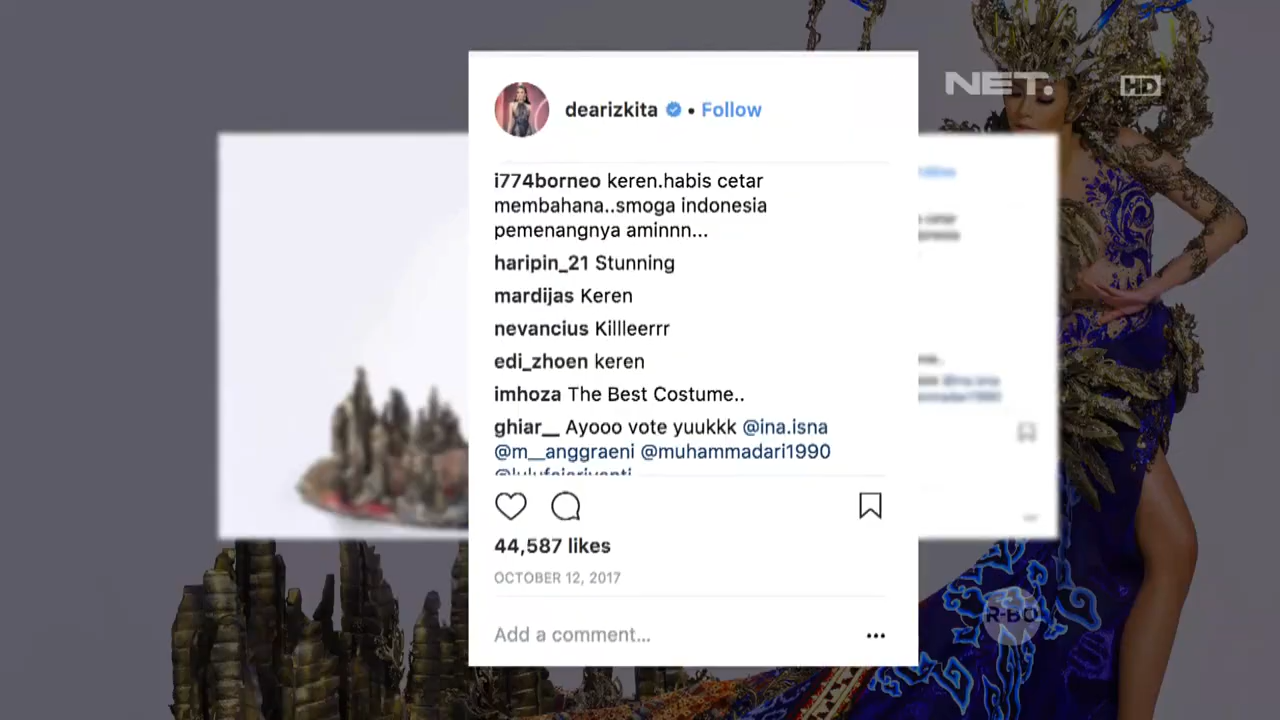 NET.
HD
dearizkita • Follow
i774borneo keren.habis cetar
membahana..smoga indonesia
pemenangnya aminnn...
haripin_21 Stunning
mardijas Keren
nevancius Killleerrr
edi_zhoen keren
imhoza The Best Costume..
ghiar__ Ayooo vote yuukkk @ina.isna
@m__anggraeni @muhammadari1990
44,587 likes
OCTOBER 12, 2017
Add a comment...
R-BO